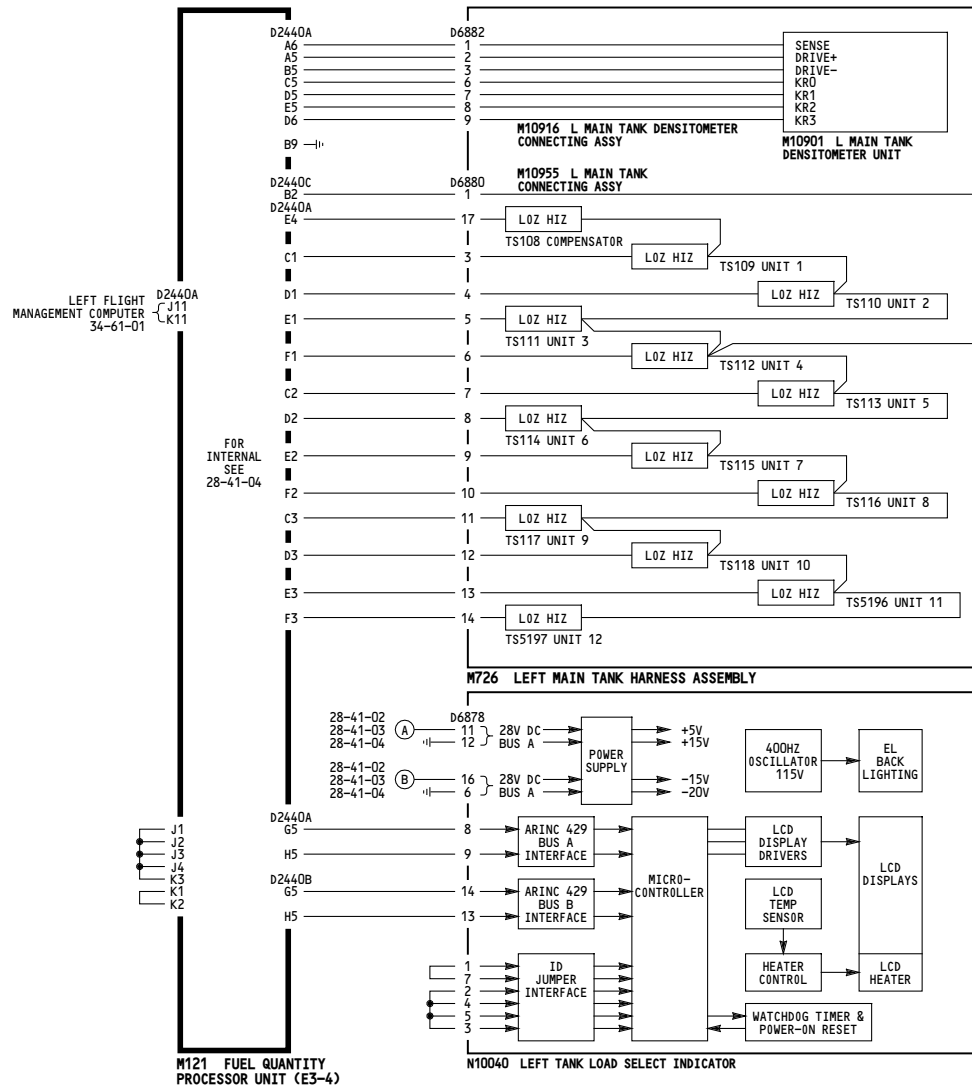 D2440A D6882
A6 1 SENSE
A5 2 DRIVE+
B5 3 DRIVE-
C5 6 KR0
D5 7 KR1
E5 8 KR2
D6 9 KR3
M10916 L MAIN TANK DENSITOMETER
CONNECTING ASSY
M10901 L MAIN TANK
DENSITOMETER UNIT
B9
M10955 L MAIN TANK
CONNECTING ASSY
D2440C D6880
B2 1
D2440A
E4 17 LOZ HIZ
TS108 COMPENSATOR
C1 3 LOZ HIZ
TS109 UNIT 1
D1 4 LOZ HIZ
TS110 UNIT 2
LEFT FLIGHT
MANAGEMENT COMPUTER
34-61-01
D2440A
J11
K11
E1 5 LOZ HIZ
TS111 UNIT 3
F1 6 LOZ HIZ
TS112 UNIT 4
C2 7 LOZ HIZ
TS113 UNIT 5
D2 8 LOZ HIZ
TS114 UNIT 6
FOR
INTERNAL
SEE
28-41-04
E2 9 LOZ HIZ
TS115 UNIT 7
F2 10 LOZ HIZ
TS116 UNIT 8
C3 11 LOZ HIZ
TS117 UNIT 9
D3 12 LOZ HIZ
TS118 UNIT 10
E3 13 LOZ HIZ
TS5196 UNIT 11
F3 14 LOZ HIZ
TS5197 UNIT 12
M726 LEFT MAIN TANK HARNESS ASSEMBLY
28-41-02
28-41-03
28-41-04
A
D6878
11 28V DC
12 BUS A
28-41-02
28-41-03
28-41-04
B
16 28V DC
6 BUS A
POWER
SUPPLY
+5V
+15V
-15V
-20V
400HZ
OSCILLATOR
115V
EL
BACK
LIGHTING
D2440A
G5 8
H5 9
ARINC 429
BUS A
INTERFACE
D2440B
G5 14
H5 13
ARINC 429
BUS B
INTERFACE
MICRO-
CONTROLLER
LCD
DISPLAY
DRIVERS
LCD
DISPLAYS
LCD
TEMP
SENSOR
HEATER
CONTROL
LCD
HEATER
J1
J2
J3
J4
K3
K1
K2
1
7
2
4
5
3
ID
JUMPER
INTERFACE
WATCHDOG TIMER &
POWER-ON RESET
M121 FUEL QUANTITY
PROCESSOR UNIT (E3-4)
N10040 LEFT TANK LOAD SELECT INDICATOR